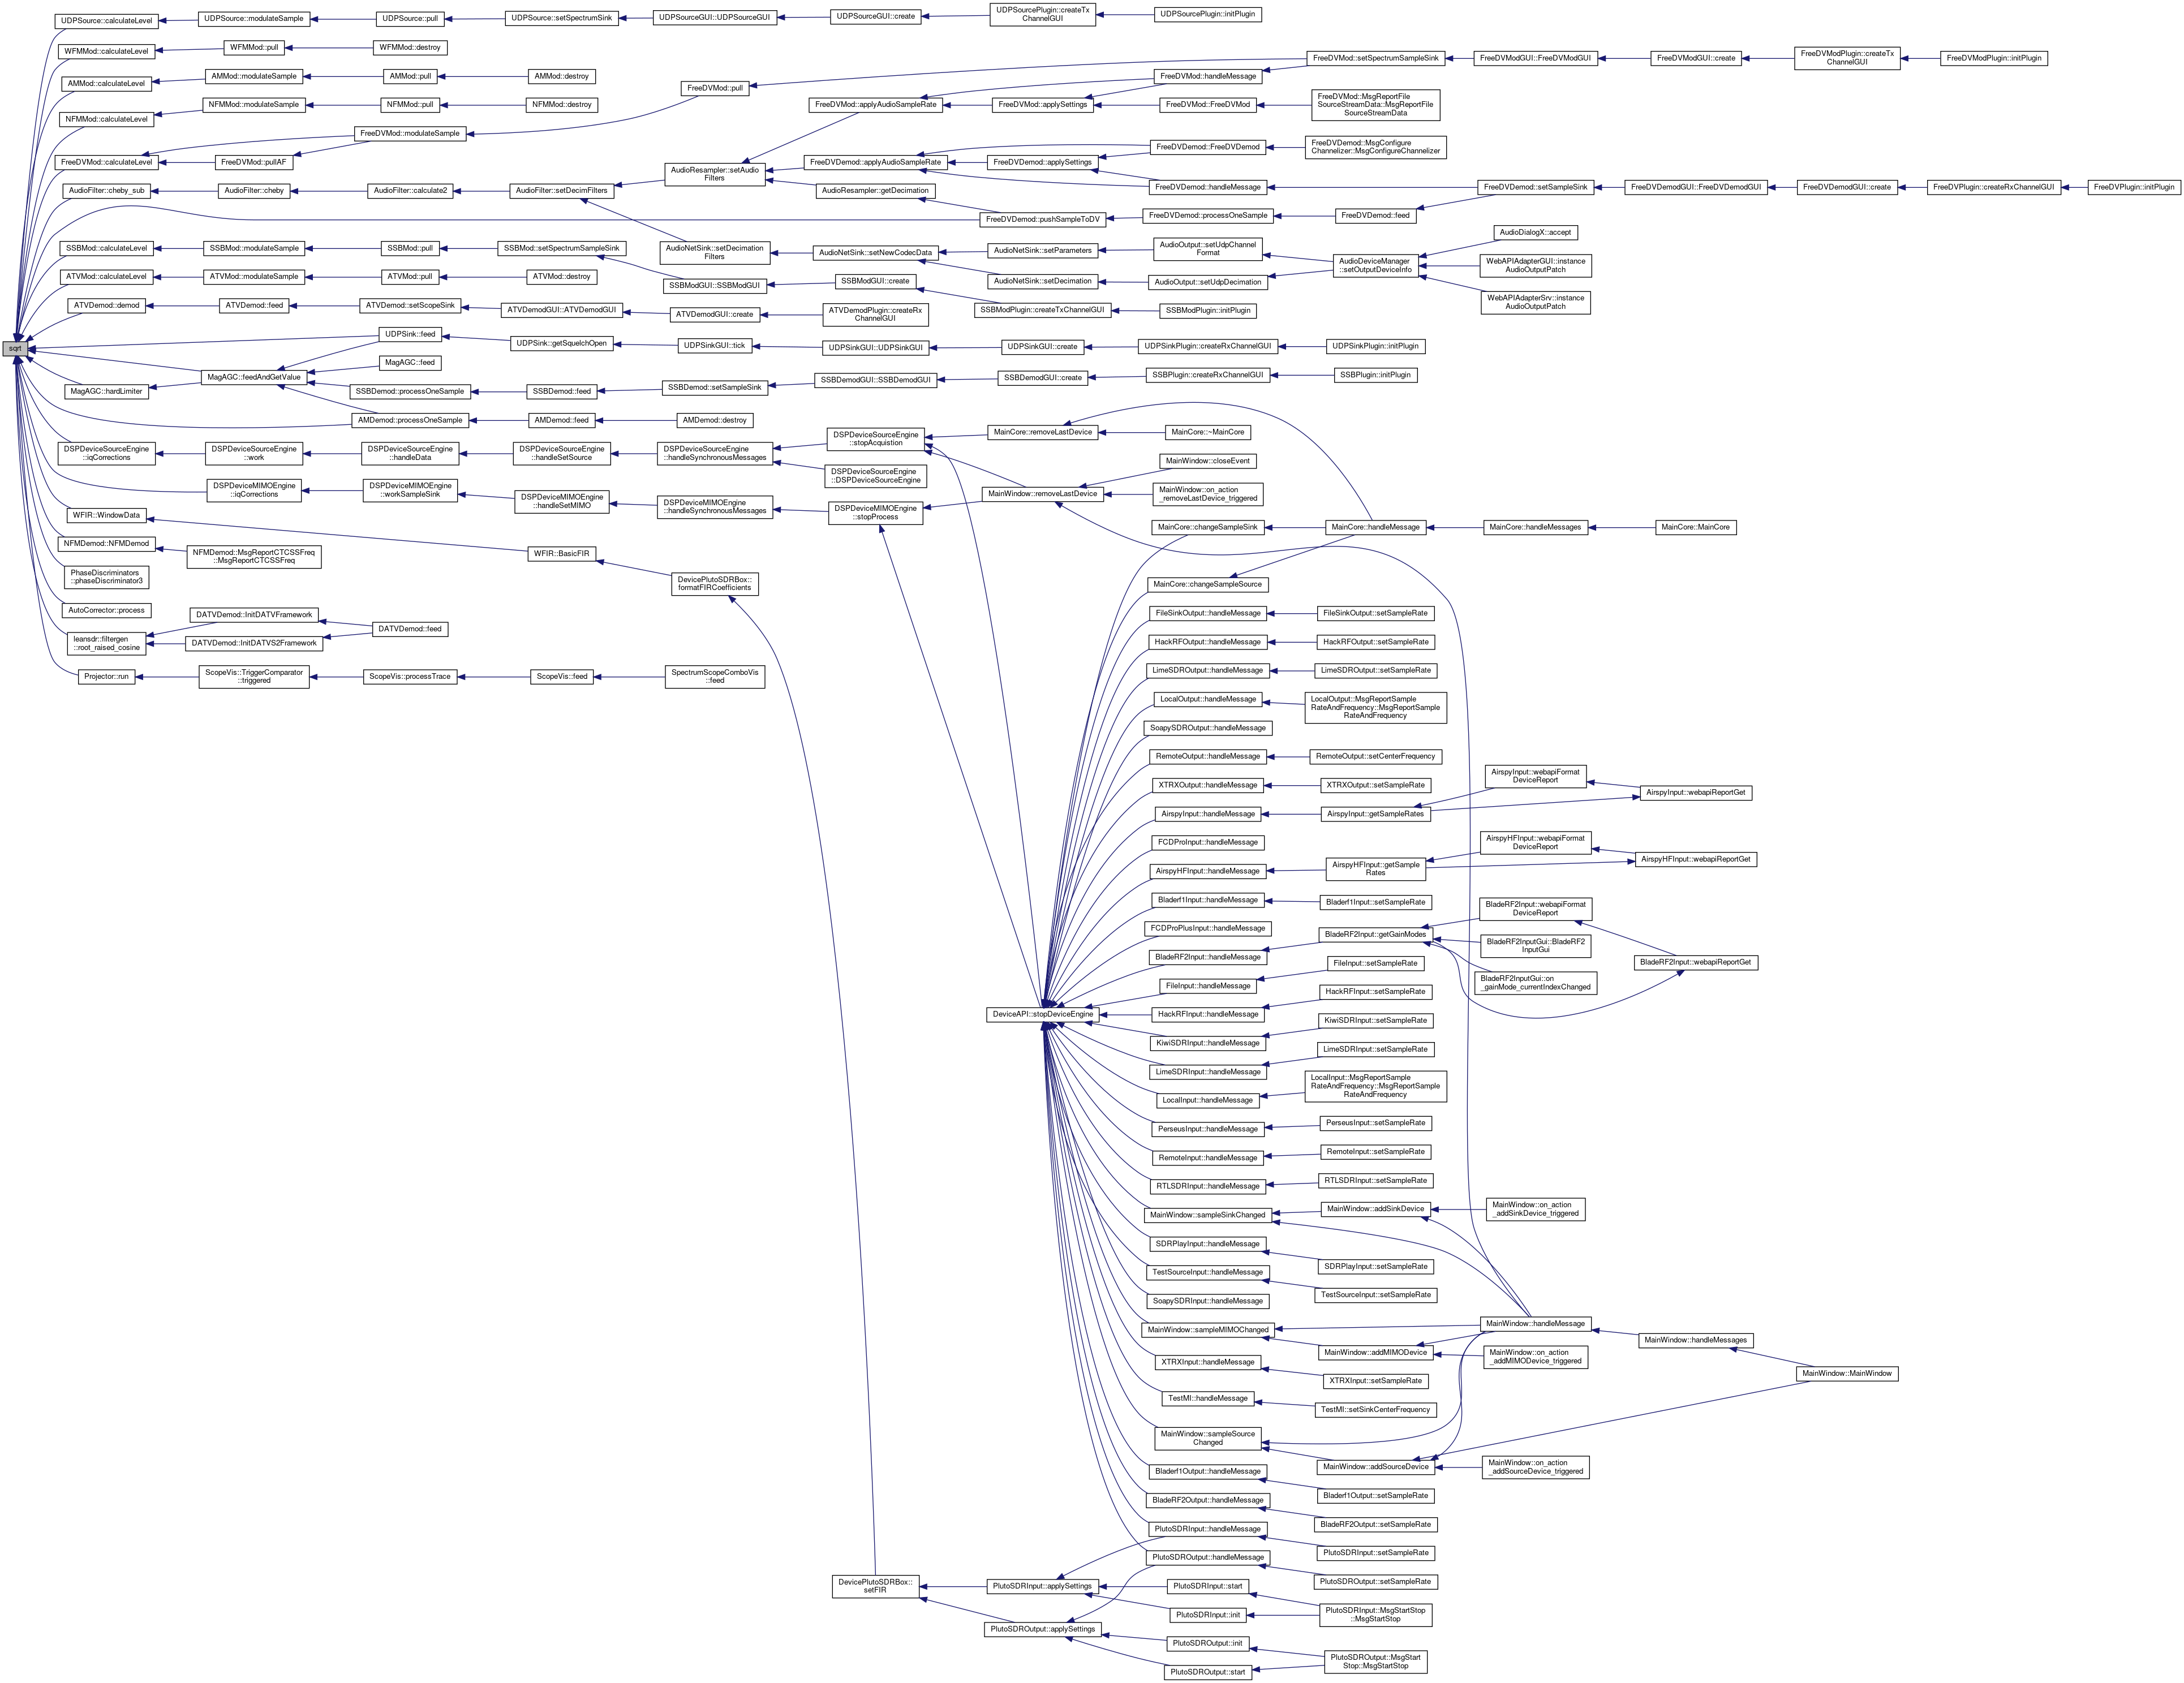 sqrt
UDPSource::calculateLevel
UDPSource::modulateSample
UDPSource::pull
UDPSource::setSpectrumSink
UDPSourceGUI::UDPSourceGUI
UDPSourceGUI::create
UDPSourcePlugin::createTx
ChannelGUI
UDPSourcePlugin::initPlugin
WFMMod::calculateLevel
WFMMod::pull
WFMMod::destroy
AMMod::calculateLevel
AMMod::modulateSample
AMMod::pull
AMMod::destroy
NFMMod::calculateLevel
NFMMod::modulateSample
NFMMod::pull
NFMMod::destroy
FreeDVMod::calculateLevel
FreeDVMod::modulateSample
FreeDVMod::pullAF
FreeDVMod::pull
FreeDVMod::setSpectrumSampleSink
FreeDVModGUI::FreeDVModGUI
FreeDVModGUI::create
FreeDVModPlugin::createTx
ChannelGUI
FreeDVModPlugin::initPlugin
FreeDVMod::handleMessage
FreeDVMod::applyAudioSampleRate
FreeDVMod::applySettings
FreeDVMod::FreeDVMod
FreeDVMod::MsgReportFile
SourceStreamData::MsgReportFile
SourceStreamData
AudioFilter::cheby_sub
AudioFilter::cheby
AudioFilter::calculate2
AudioFilter::setDecimFilters
AudioResampler::setAudio
Filters
FreeDVDemod::applyAudioSampleRate
FreeDVDemod::applySettings
FreeDVDemod::FreeDVDemod
FreeDVDemod::MsgConfigure
Channelizer::MsgConfigureChannelizer
AudioResampler::getDecimation
FreeDVDemod::handleMessage
FreeDVDemod::setSampleSink
FreeDVDemodGUI::FreeDVDemodGUI
FreeDVDemodGUI::create
FreeDVPlugin::createRxChannelGUI
FreeDVPlugin::initPlugin
FreeDVDemod::pushSampleToDV
FreeDVDemod::processOneSample
FreeDVDemod::feed
AudioNetSink::setDecimation
Filters
AudioNetSink::setNewCodecData
AudioNetSink::setParameters
AudioOutput::setUdpChannel
Format
AudioNetSink::setDecimation
AudioOutput::setUdpDecimation
AudioDeviceManager
::setOutputDeviceInfo
AudioDialogX::accept
WebAPIAdapterGUI::instance
AudioOutputPatch
WebAPIAdapterSrv::instance
AudioOutputPatch
SSBMod::calculateLevel
SSBMod::modulateSample
SSBMod::pull
SSBMod::setSpectrumSampleSink
SSBModGUI::SSBModGUI
SSBModGUI::create
SSBModPlugin::createTxChannelGUI
SSBModPlugin::initPlugin
ATVMod::calculateLevel
ATVMod::modulateSample
ATVMod::pull
ATVMod::destroy
ATVDemod::demod
ATVDemod::feed
ATVDemod::setScopeSink
ATVDemodGUI::ATVDemodGUI
ATVDemodGUI::create
ATVDemodPlugin::createRx
ChannelGUI
UDPSink::feed
UDPSink::getSquelchOpen
UDPSinkGUI::tick
UDPSinkGUI::UDPSinkGUI
UDPSinkGUI::create
UDPSinkPlugin::createRxChannelGUI
UDPSinkPlugin::initPlugin
MagAGC::feed
MagAGC::feedAndGetValue
MagAGC::hardLimiter
SSBDemod::processOneSample
SSBDemod::feed
SSBDemod::setSampleSink
SSBDemodGUI::SSBDemodGUI
SSBDemodGUI::create
SSBPlugin::createRxChannelGUI
SSBPlugin::initPlugin
AMDemod::processOneSample
AMDemod::feed
AMDemod::destroy
DSPDeviceSourceEngine
::iqCorrections
DSPDeviceSourceEngine
::work
DSPDeviceSourceEngine
::handleData
DSPDeviceSourceEngine
::handleSetSource
DSPDeviceSourceEngine
::handleSynchronousMessages
DSPDeviceSourceEngine
::stopAcquistion
DSPDeviceSourceEngine
::DSPDeviceSourceEngine
MainCore::removeLastDevice
MainCore::~MainCore
DSPDeviceMIMOEngine
::iqCorrections
DSPDeviceMIMOEngine
::workSampleSink
DSPDeviceMIMOEngine
::handleSetMIMO
DSPDeviceMIMOEngine
::handleSynchronousMessages
DSPDeviceMIMOEngine
::stopProcess
MainWindow::removeLastDevice
MainWindow::closeEvent
MainWindow::on_action
_removeLastDevice_triggered
MainCore::changeSampleSink
MainCore::handleMessage
MainCore::handleMessages
MainCore::MainCore
WFIR::WindowData
WFIR::BasicFIR
DevicePlutoSDRBox::
formatFIRCoefficients
NFMDemod::NFMDemod
NFMDemod::MsgReportCTCSSFreq
::MsgReportCTCSSFreq
PhaseDiscriminators
::phaseDiscriminator3
AutoCorrector::process
leansdr::filtergen
::root_raised_cosine
DATVDemod::InitDATVFramework
DATVDemod::InitDATVS2Framework
DATVDemod::feed
Projector::run
ScopeVis::TriggerComparator
::triggered
ScopeVis::processTrace
ScopeVis::feed
SpectrumScopeComboVis
::feed
MainCore::changeSampleSource
FileSinkOutput::handleMessage
FileSinkOutput::setSampleRate
HackRFOutput::handleMessage
HackRFOutput::setSampleRate
LimeSDROutput::handleMessage
LimeSDROutput::setSampleRate
LocalOutput::handleMessage
LocalOutput::MsgReportSample
RateAndFrequency::MsgReportSample
RateAndFrequency
SoapySDROutput::handleMessage
RemoteOutput::handleMessage
RemoteOutput::setCenterFrequency
XTRXOutput::handleMessage
XTRXOutput::setSampleRate
AirspyInput::handleMessage
AirspyInput::getSampleRates
AirspyInput::webapiFormat
DeviceReport
AirspyInput::webapiReportGet
FCDProInput::handleMessage
AirspyHFInput::handleMessage
AirspyHFInput::getSample
Rates
AirspyHFInput::webapiFormat
DeviceReport
AirspyHFInput::webapiReportGet
Bladerf1Input::handleMessage
Bladerf1Input::setSampleRate
FCDProPlusInput::handleMessage
BladeRF2Input::handleMessage
BladeRF2Input::getGainModes
BladeRF2Input::webapiFormat
DeviceReport
BladeRF2InputGui::BladeRF2
InputGui
BladeRF2InputGui::on
_gainMode_currentIndexChanged
BladeRF2Input::webapiReportGet
FileInput::handleMessage
FileInput::setSampleRate
DeviceAPI::stopDeviceEngine
HackRFInput::handleMessage
HackRFInput::setSampleRate
KiwiSDRInput::handleMessage
KiwiSDRInput::setSampleRate
LimeSDRInput::handleMessage
LimeSDRInput::setSampleRate
LocalInput::handleMessage
LocalInput::MsgReportSample
RateAndFrequency::MsgReportSample
RateAndFrequency
PerseusInput::handleMessage
PerseusInput::setSampleRate
RemoteInput::handleMessage
RemoteInput::setSampleRate
RTLSDRInput::handleMessage
RTLSDRInput::setSampleRate
MainWindow::sampleSinkChanged
MainWindow::addSinkDevice
MainWindow::on_action
_addSinkDevice_triggered
SDRPlayInput::handleMessage
SDRPlayInput::setSampleRate
TestSourceInput::handleMessage
TestSourceInput::setSampleRate
SoapySDRInput::handleMessage
MainWindow::sampleMIMOChanged
MainWindow::addMIMODevice
MainWindow::handleMessage
MainWindow::on_action
_addMIMODevice_triggered
MainWindow::handleMessages
MainWindow::MainWindow
XTRXInput::handleMessage
XTRXInput::setSampleRate
TestMI::handleMessage
TestMI::setSinkCenterFrequency
MainWindow::sampleSource
Changed
MainWindow::addSourceDevice
MainWindow::on_action
_addSourceDevice_triggered
Bladerf1Output::handleMessage
Bladerf1Output::setSampleRate
BladeRF2Output::handleMessage
BladeRF2Output::setSampleRate
PlutoSDRInput::handleMessage
PlutoSDRInput::setSampleRate
PlutoSDROutput::handleMessage
PlutoSDROutput::setSampleRate
DevicePlutoSDRBox::
setFIR
PlutoSDRInput::applySettings
PlutoSDRInput::start
PlutoSDRInput::init
PlutoSDRInput::MsgStartStop
::MsgStartStop
PlutoSDROutput::applySettings
PlutoSDROutput::init
PlutoSDROutput::start
PlutoSDROutput::MsgStart
Stop::MsgStartStop